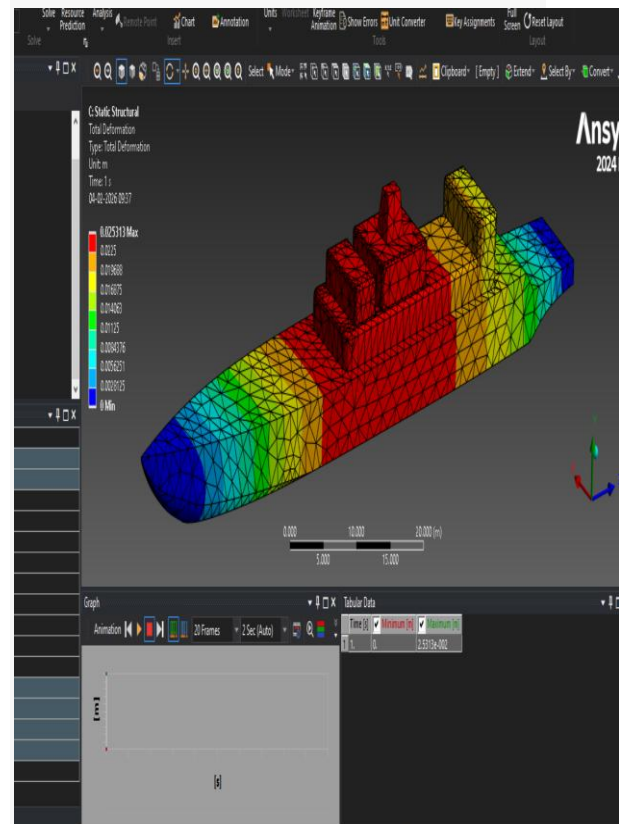 Solve Resource Prediction Analysis Remote Point Chart Annotation Units Worksheet Keyframe Animation Show Errors Unit Converter Key Assignments Full Screen Reset Layout
Solve Insert Tools Layout
Select Mode Clipboard [Empty] Extend Select By Convert
C: Static Structural
Total Deformation
Type: Total Deformation
Unit: m
Time: 1 s
04-02-2026 09:37
Ansy
2024
0.025313 Max
0.0225
0.019688
0.016875
0.014063
0.01125
0.0084376
0.0056251
0.0028125
0 Min
0.000 10.000 20.000 (m)
5.000 15.000
Graph
Tabular Data
Animation 20 Frames 2 Sec (Auto)
Time [s] Minimum [m] Maximum [m]
1 1. 0. 2.5313e-002
[m]
[s]